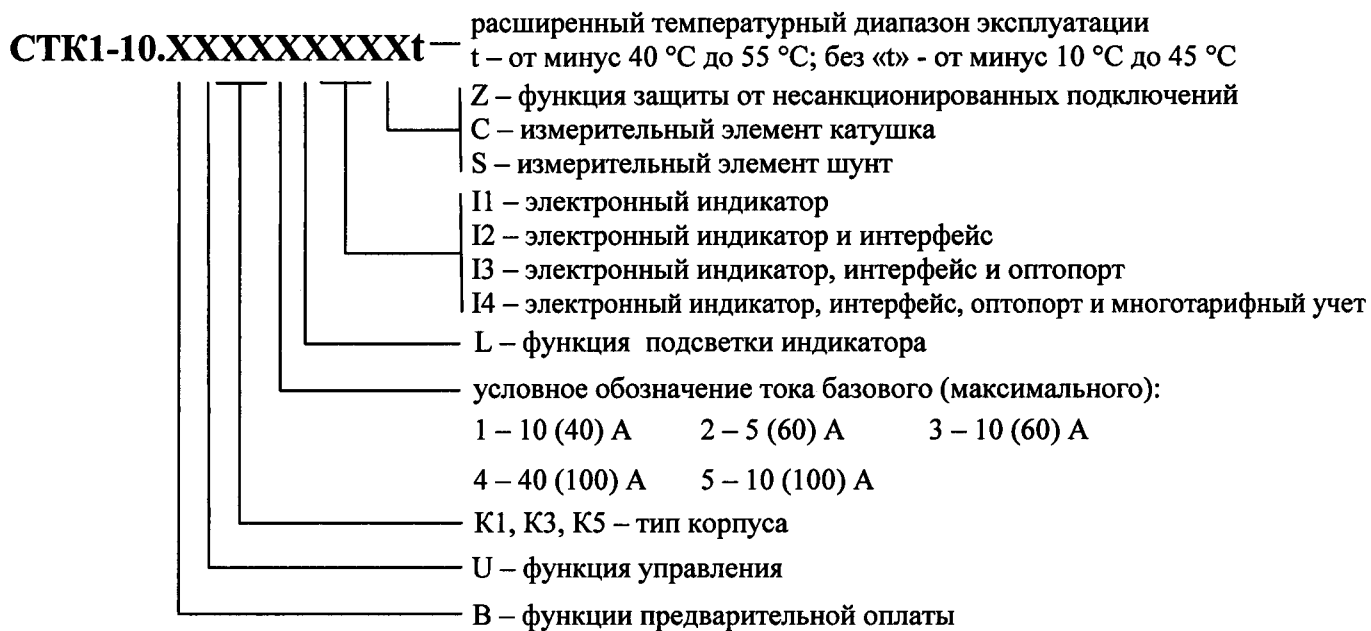 СТК1-10.XXXXXXXXXt
расширенный температурный диапазон эксплуатации
t – от минус 40 °C до 55 °C; без «t» - от минус 10 °C до 45 °C
Z – функция защиты от несанкционированных подключений
C – измерительный элемент катушка
S – измерительный элемент шунт
I1 – электронный индикатор
I2 – электронный индикатор и интерфейс
I3 – электронный индикатор, интерфейс и оптопорт
I4 – электронный индикатор, интерфейс, оптопорт и многотарифный учет
L – функция подсветки индикатора
условное обозначение тока базового (максимального):
1 – 10 (40) А 2 – 5 (60) А 3 – 10 (60) А
4 – 40 (100) А 5 – 10 (100) А
К1, К3, К5 – тип корпуса
U – функция управления
B – функции предварительной оплаты